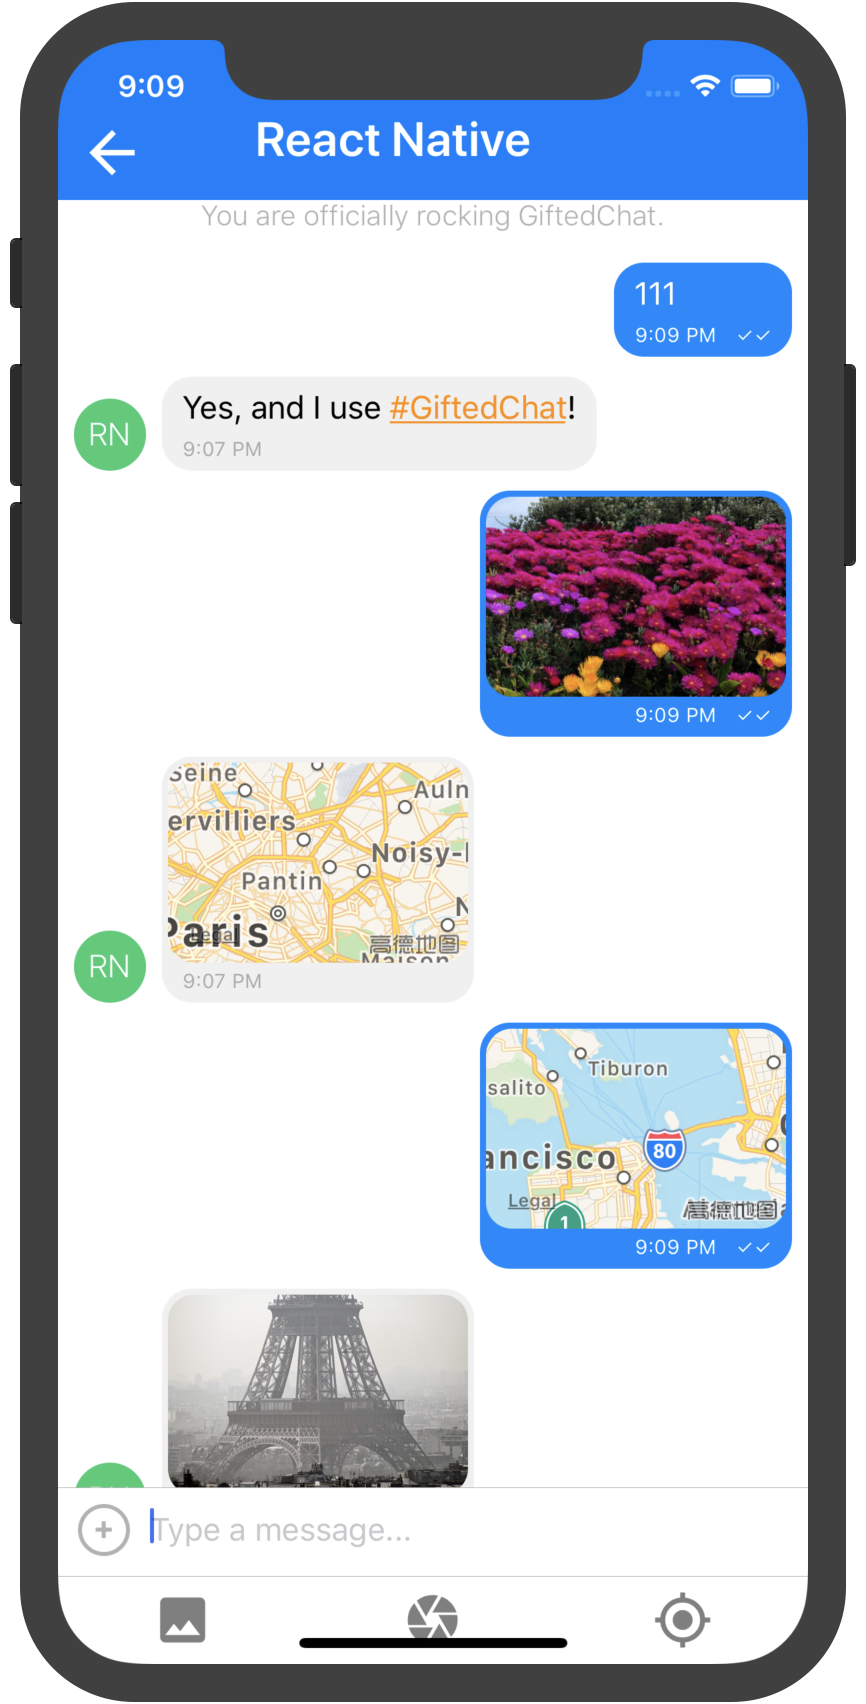 9:09
React Native
You are officially rocking GiftedChat.
111
9:09 PM
Yes, and I use #GiftedChat!
9:07 PM
RN
9:09 PM
Seine
Auln
ervilliers
Noisy-l
Pantin
N
Paris
Legal
高德地图
Maison
9:07 PM
RN
Tiburon
salito
ancisco
80
Legal
高德地图
1
9:09 PM
Type a message...